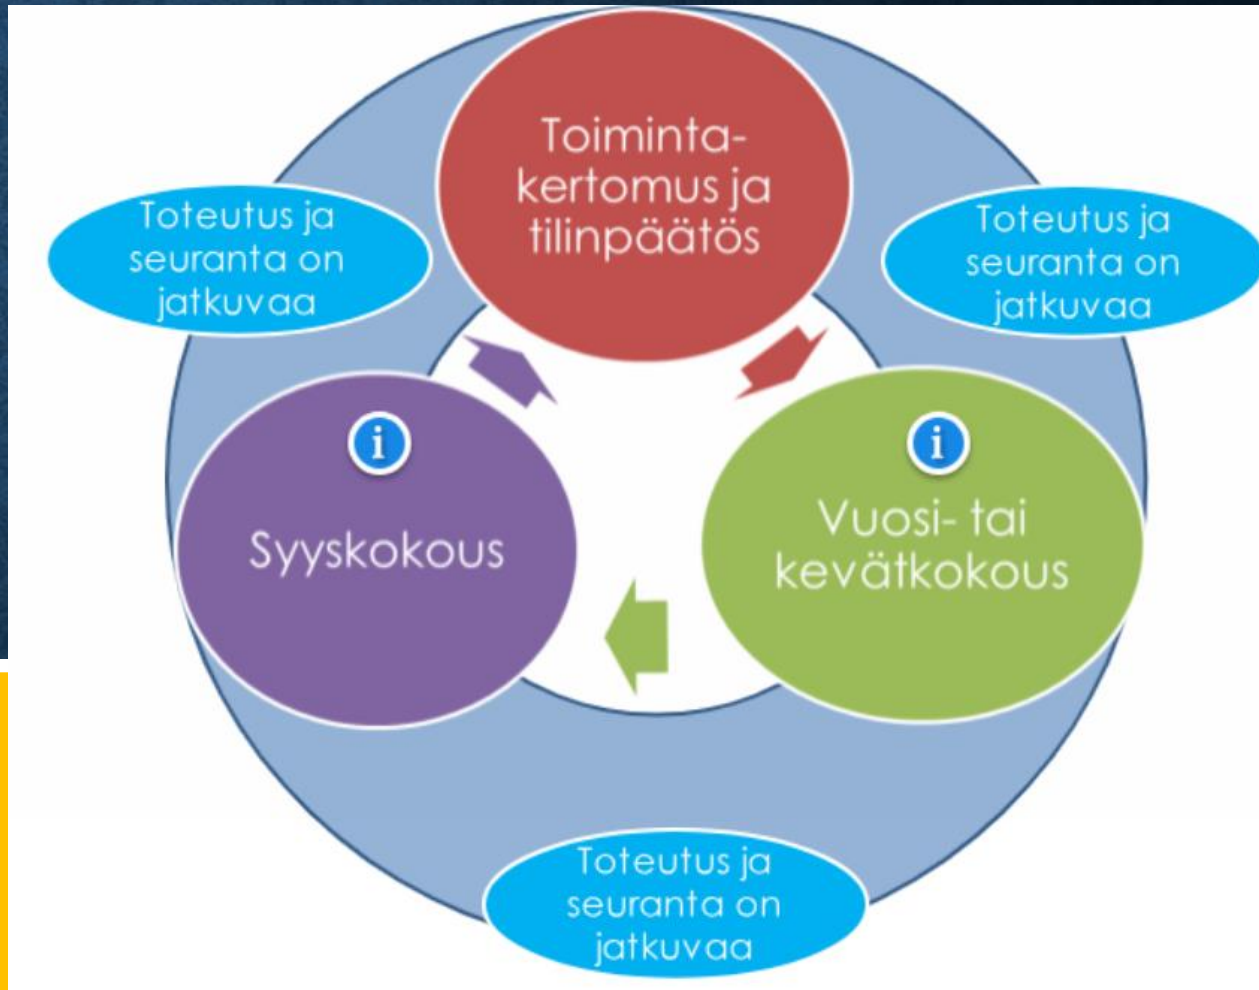 Toiminta-
kertomus ja
tilinpäätös
Toteutus ja
seuranta on
jatkuvaa
Toteutus ja
seuranta on
jatkuvaa
i
Syyskokous
i
Vuosi- tai
kevätkokous
Toteutus ja
seuranta on
jatkuvaa